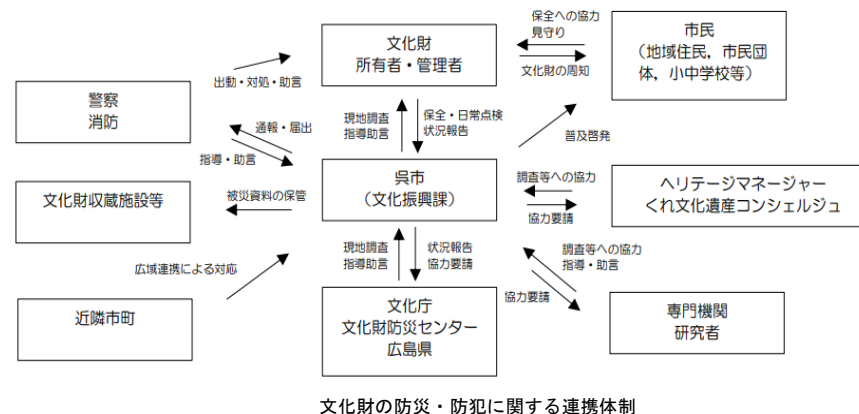 保全への協力
見守り
文化財
所有者・管理者
市民
（地域住民，市民団
体，小中学校等）
文化財の周知
出動・対処・助言
警察
消防
現地調査
指導助言
保全・日常点検
状況報告
通報・届出
普及啓発
指導・助言
呉市
（文化振興課）
調査等への協力
ヘリテージマネージャー
くれ文化遺産コンシェルジュ
文化財収蔵施設等
被災資料の保管
協力要請
現地調査
指導助言
状況報告
協力要請
調査等への協力
指導・助言
広域連携による対応
近隣市町
文化庁
文化財防災センター
広島県
協力要請
専門機関
研究者
文化財の防災・防犯に関する連携体制